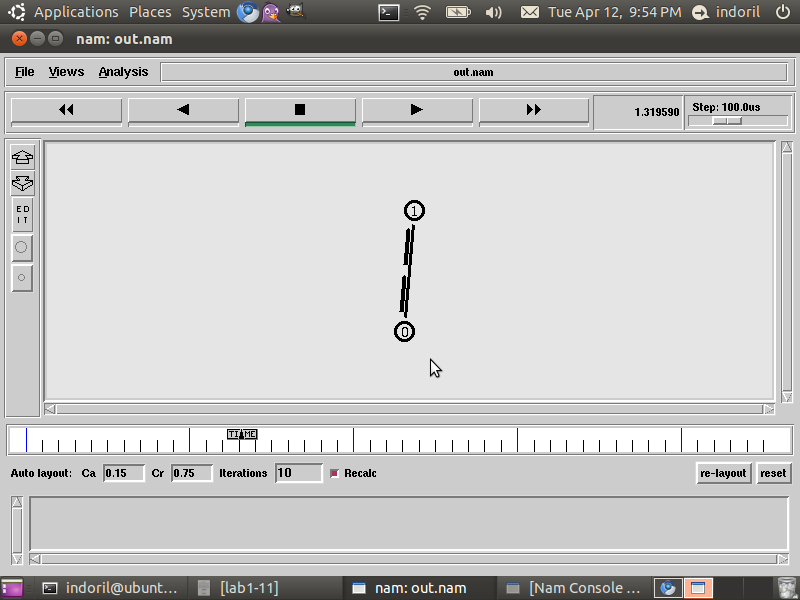 Applications Places System Tue Apr 12, 9:54 PM indoril
nam: out.nam
File Views Analysis out.nam
1.319590 Step: 100.0us
E D
I T
1
0
TIME
Auto layout: Ca 0.15 Cr 0.75 Iterations 10 Recalc re-layout reset
indoril@ubunt... [lab1-11] nam: out.nam [Nam Console ...